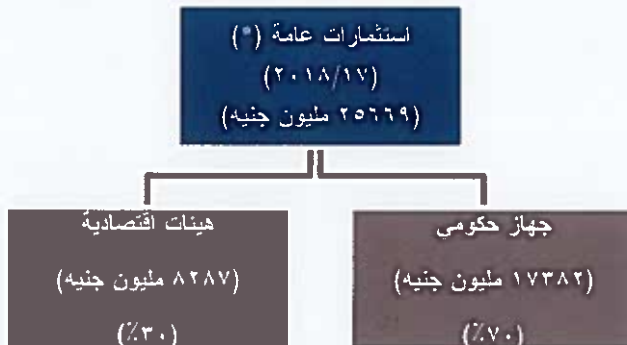 استثمارات عامة (*)
(٢٠١٨/١٧)
(٢٥٦٦٩ مليون جنيه)
جهاز حكومي
(١٧٣٨٢ مليون جنيه)
(٧٠٪)
هيئات اقتصادية
(٨٢٨٧ مليون جنيه)
(٣٠٪)